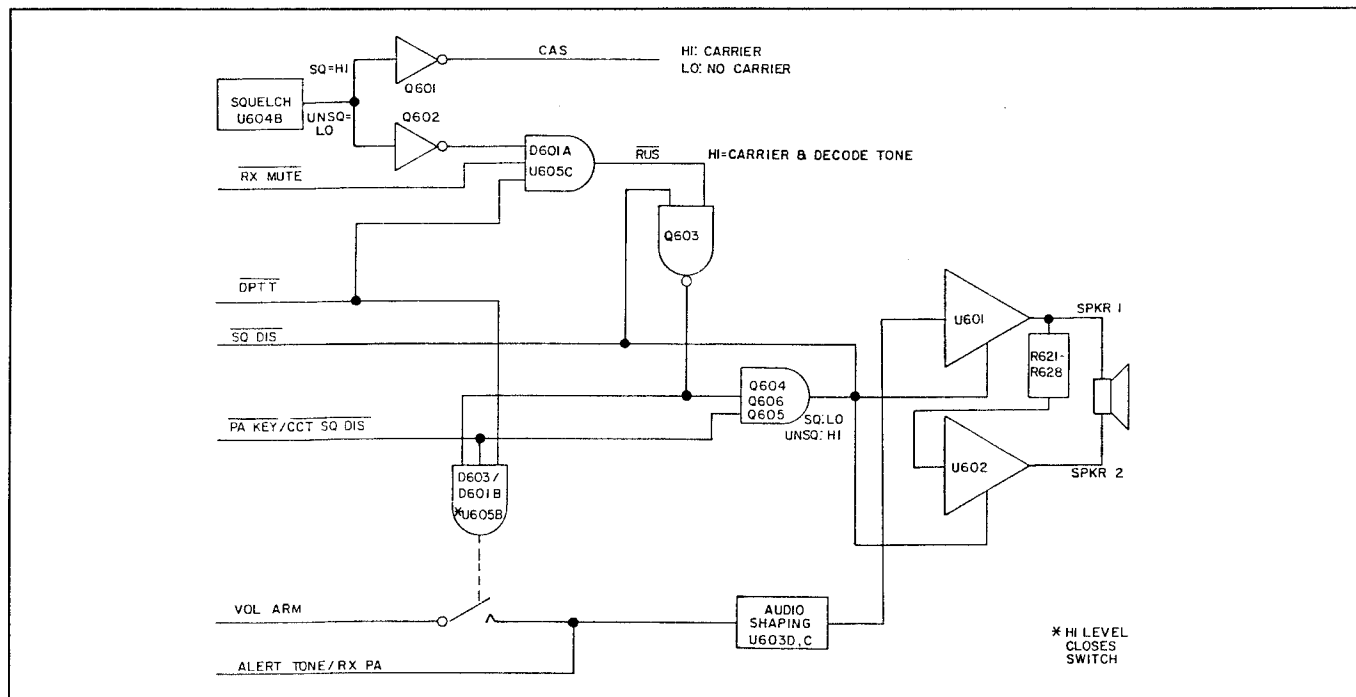 CAS
HI: CARRIER
LO: NO CARRIER
SQ=HI
Q601
SQUELCH
U604B
UNSQ=
LO
Q602
D601A
U605C
RUS
HI=CARRIER & DECODE TONE
RX MUTE
Q603
DPTT
SQ DIS
U601
SPKR 1
R621-
R628
Q604
Q606
Q605
SQ:LO
UNSQ:HI
PA KEY/CCT SQ DIS
U602
SPKR 2
D603/
D601B
*U605B
VOL ARM
AUDIO
SHAPING
U603D,C
*HI LEVEL
CLOSES
SWITCH
ALERT TONE/RX PA